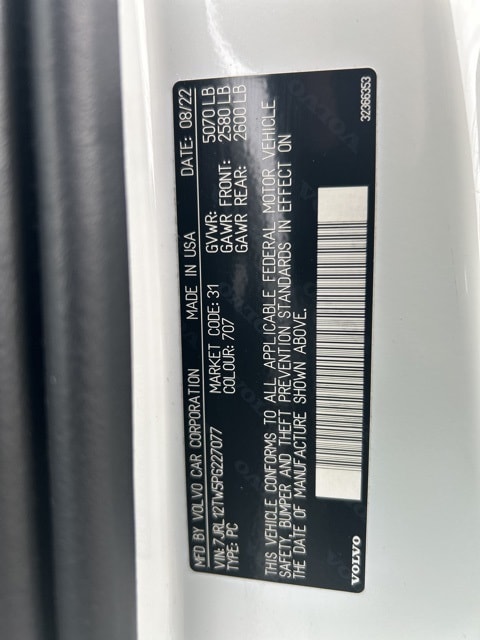 MFD BY VOLVO CAR CORPORATION MADE IN USA DATE: 08/22
VIN: 7JRL12TW5PG227077 GVWR: 5070 LB
TYPE: PC MARKET CODE: 31 GAWR FRONT: 2580 LB
COLOUR: 707 GAWR REAR: 2600 LB
THIS VEHICLE CONFORMS TO ALL APPLICABLE FEDERAL MOTOR VEHICLE
SAFETY, BUMPER AND THEFT PREVENTION STANDARDS IN EFFECT ON
THE DATE OF MANUFACTURE SHOWN ABOVE.
VOLVO 32366353